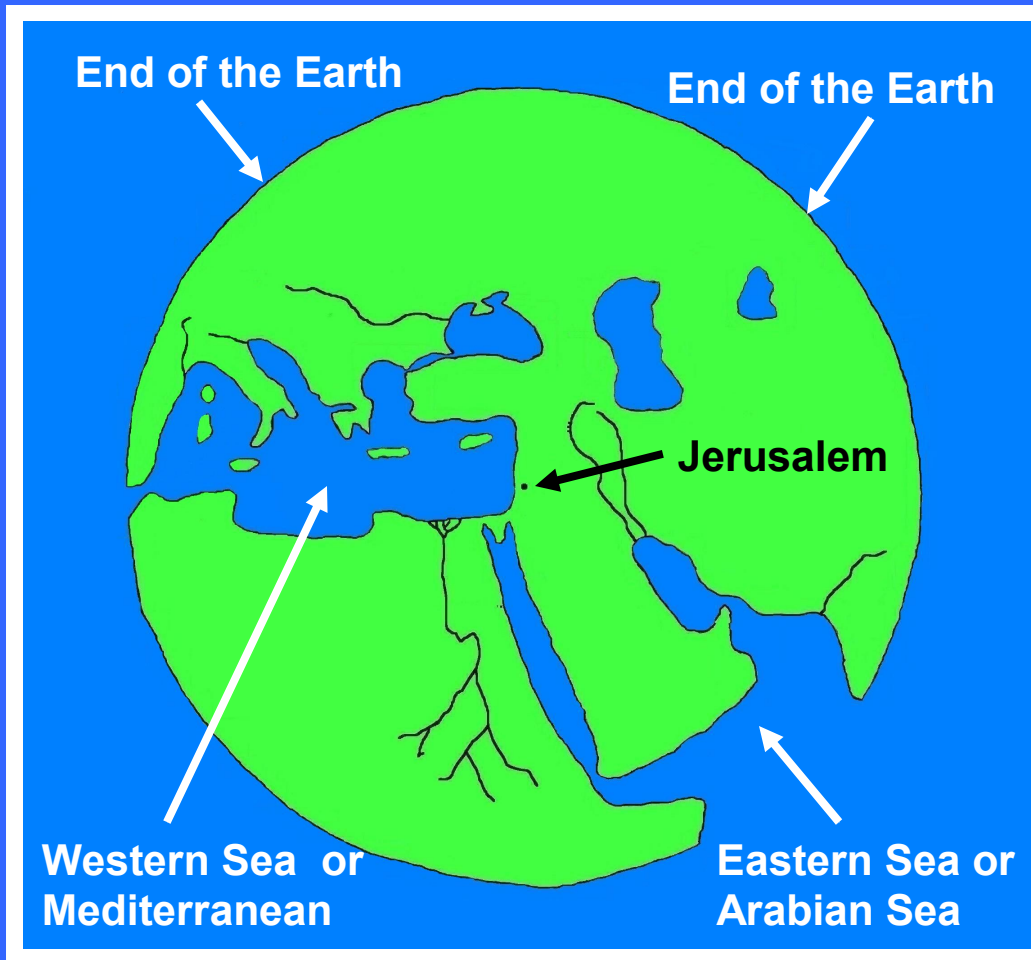 End of the Earth
End of the Earth
Jerusalem
Western Sea or
Mediterranean
Eastern Sea or
Arabian Sea